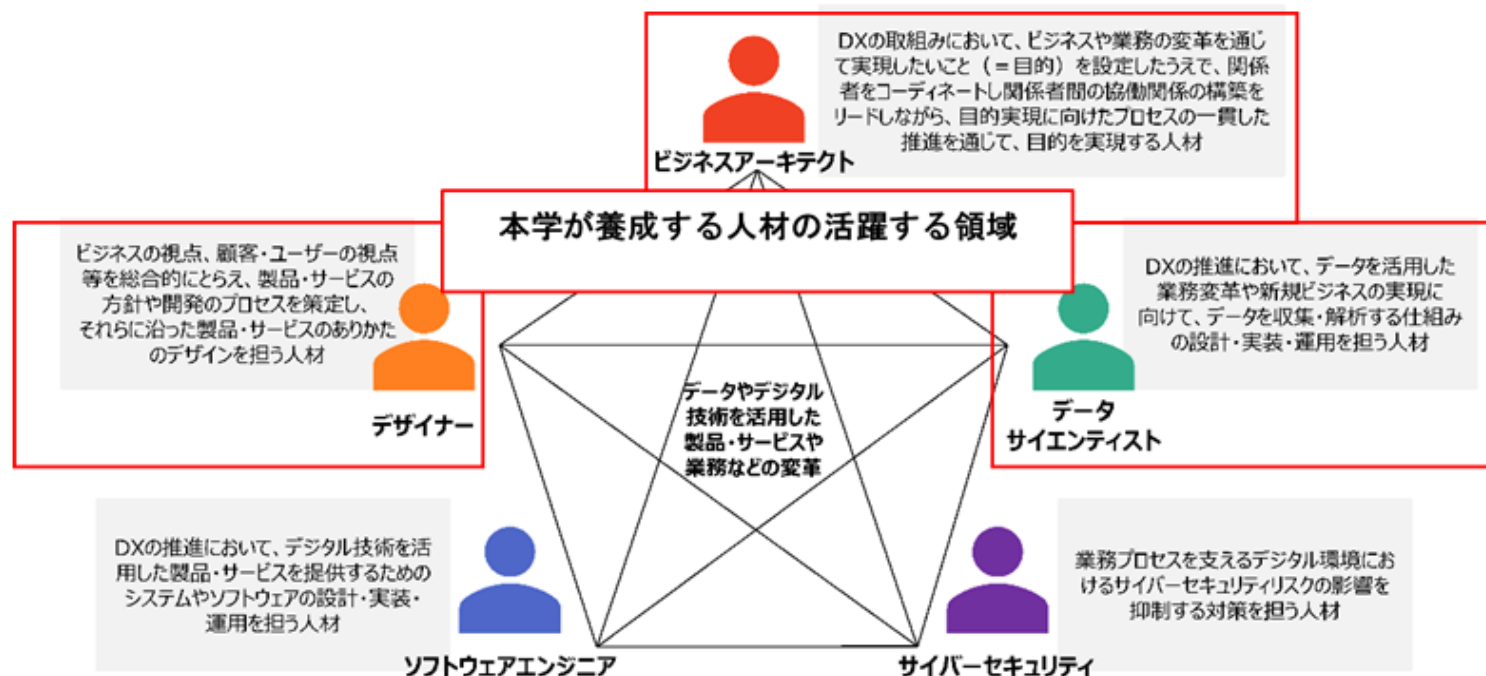 DXの取組みにおいて、ビジネスや業務の変革を通じ
て実現したいこと（＝目的）を設定したうえで、関係
者をコーディネートし関係者間の協働関係の構築を
リードしながら、目的実現に向けたプロセスの一貫した
推進を通じて、目的を実現する人材
ビジネスアーキテクト
本学が養成する人材の活躍する領域
ビジネスの視点、顧客・ユーザーの視点
等を総合的にとらえ、製品・サービスの
方針や開発のプロセスを策定し、
それらに沿った製品・サービスのありかた
のデザインを担う人材
デザイナー
DXの推進において、データを活用した
業務変革や新規ビジネスの実現に
向けて、データを収集・解析する仕組み
の設計・実装・運用を担う人材
データ
サイエンティスト
データやデジタル
技術を活用した
製品・サービスや
業務などの変革
DXの推進において、デジタル技術を活
用した製品・サービスを提供するための
システムやソフトウェアの設計・実装・
運用を担う人材
ソフトウェアエンジニア
業務プロセスを支えるデジタル環境にお
けるサイバーセキュリティリスクの影響を
抑制する対策を担う人材
サイバーセキュリティ